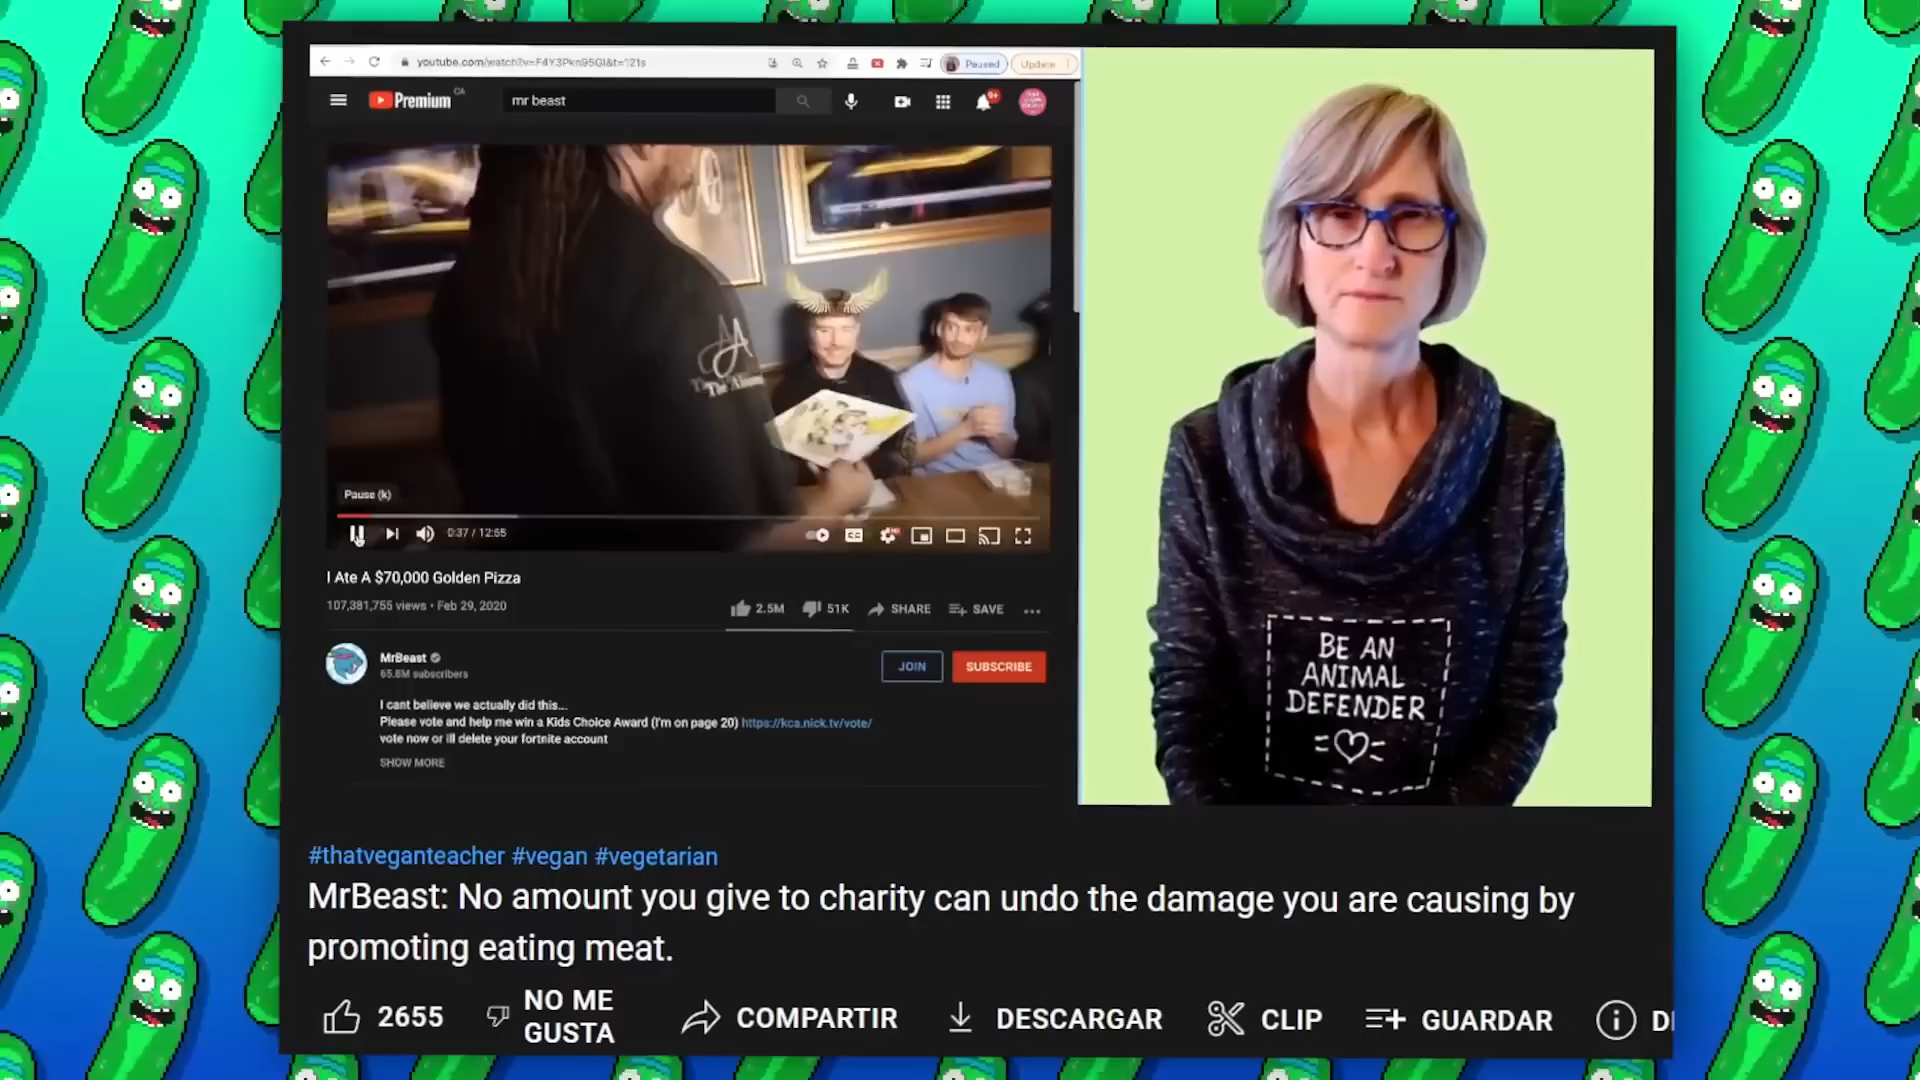 youtube.com/watch?v=F4Y3Pkn95GI&t=121s
Paused
Update
Premium
CA
mr beast
9+
The Album
Pause (k)
0:37 / 12:55
I Ate A $70,000 Golden Pizza
107,381,755 views • Feb 29, 2020
2.5M
51K
SHARE
SAVE
MrBeast
65.8M subscribers
JOIN
SUBSCRIBE
I cant believe we actually did this...
Please vote and help me win a Kids Choice Award (I'm on page 20) https://kca.nick.tv/vote/
vote now or ill delete your fortnite account
SHOW MORE
BE AN
ANIMAL
DEFENDER
#thatveganteacher #vegan #vegetarian
MrBeast: No amount you give to charity can undo the damage you are causing by
promoting eating meat.
2655
NO ME
GUSTA
COMPARTIR
DESCARGAR
CLIP
GUARDAR